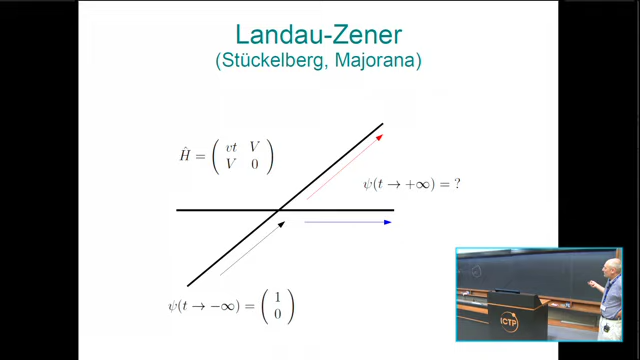 Landau-Zener
(Stückelberg, Majorana)
Ĥ = ( vt V
V 0 )
ψ(t → +∞) = ?
ψ(t → −∞) = ( 1
0 )
ICTP